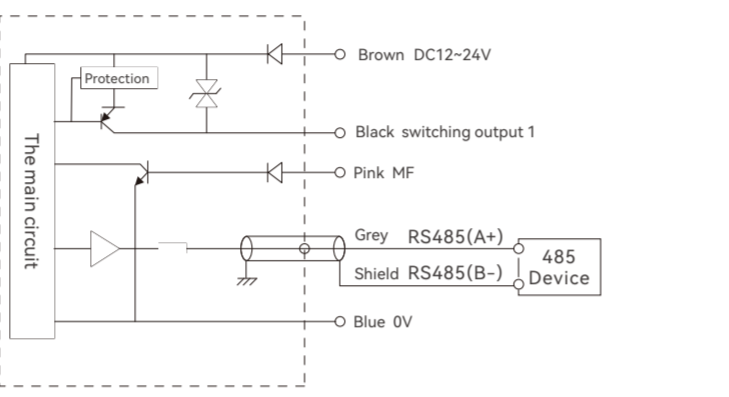 Brown DC12~24V
Protection
Black switching output 1
The main circuit
Pink MF
Grey RS485(A+)
Shield RS485(B-)
485
Device
Blue 0V